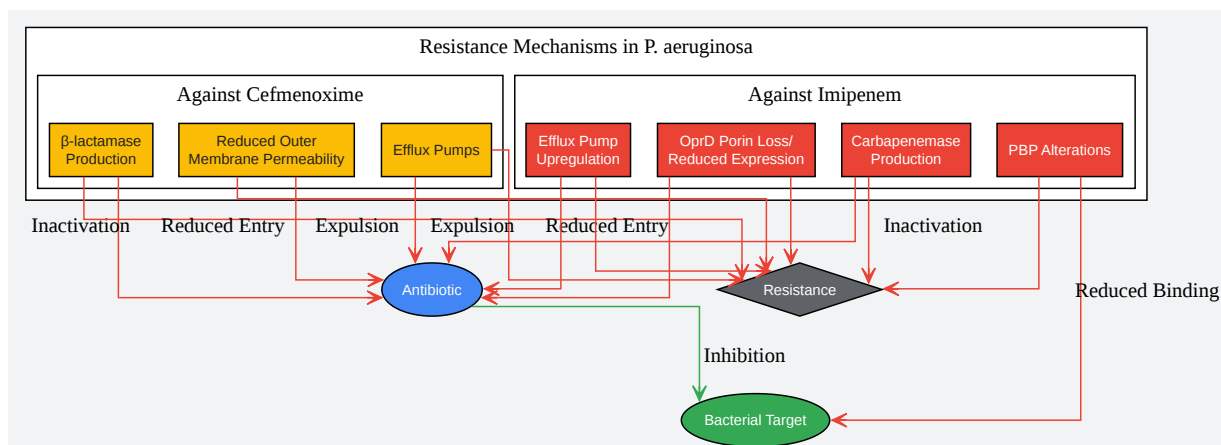 Resistance Mechanisms in P. aeruginosa
Against Cefmenoxime
Against Imipenem
β-lactamase
Production
Reduced Outer
Membrane Permeability
Efflux Pumps
Efflux Pump
Upregulation
OprD Porin Loss/
Reduced Expression
Carbapenemase
Production
PBP Alterations
Inactivation
Reduced Entry
Expulsion
Expulsion
Reduced Entry
Inactivation
Antibiotic
Resistance
Reduced Binding
Inhibition
Bacterial Target